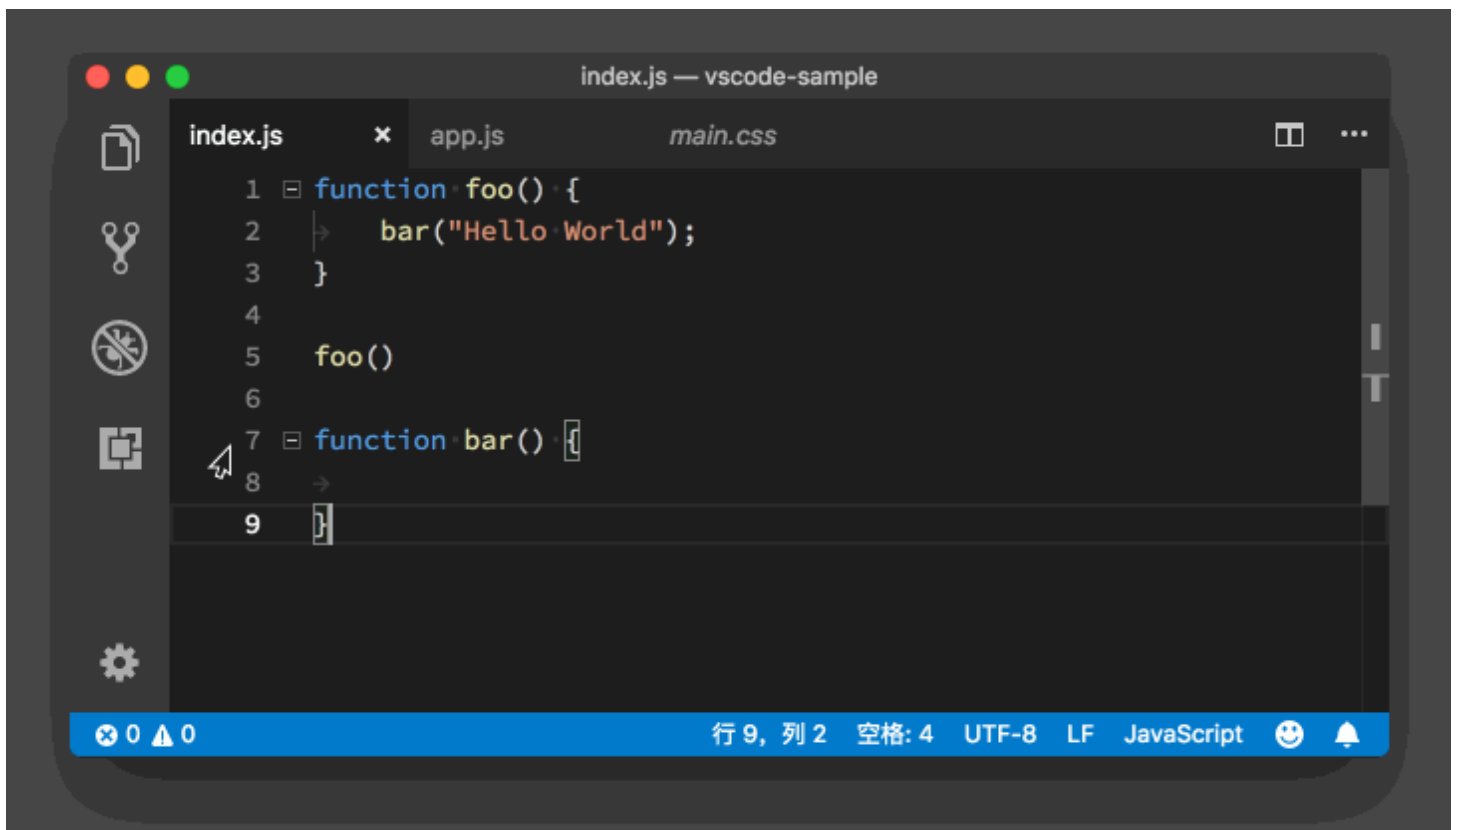 index.js — vscode-sample
index.js × app.js main.css
1 function foo() {
2 bar("Hello World");
3 }
4
5 foo()
6
7 function bar() {
8
9 }
0 0 行 9，列 2 空格: 4 UTF-8 LF JavaScript